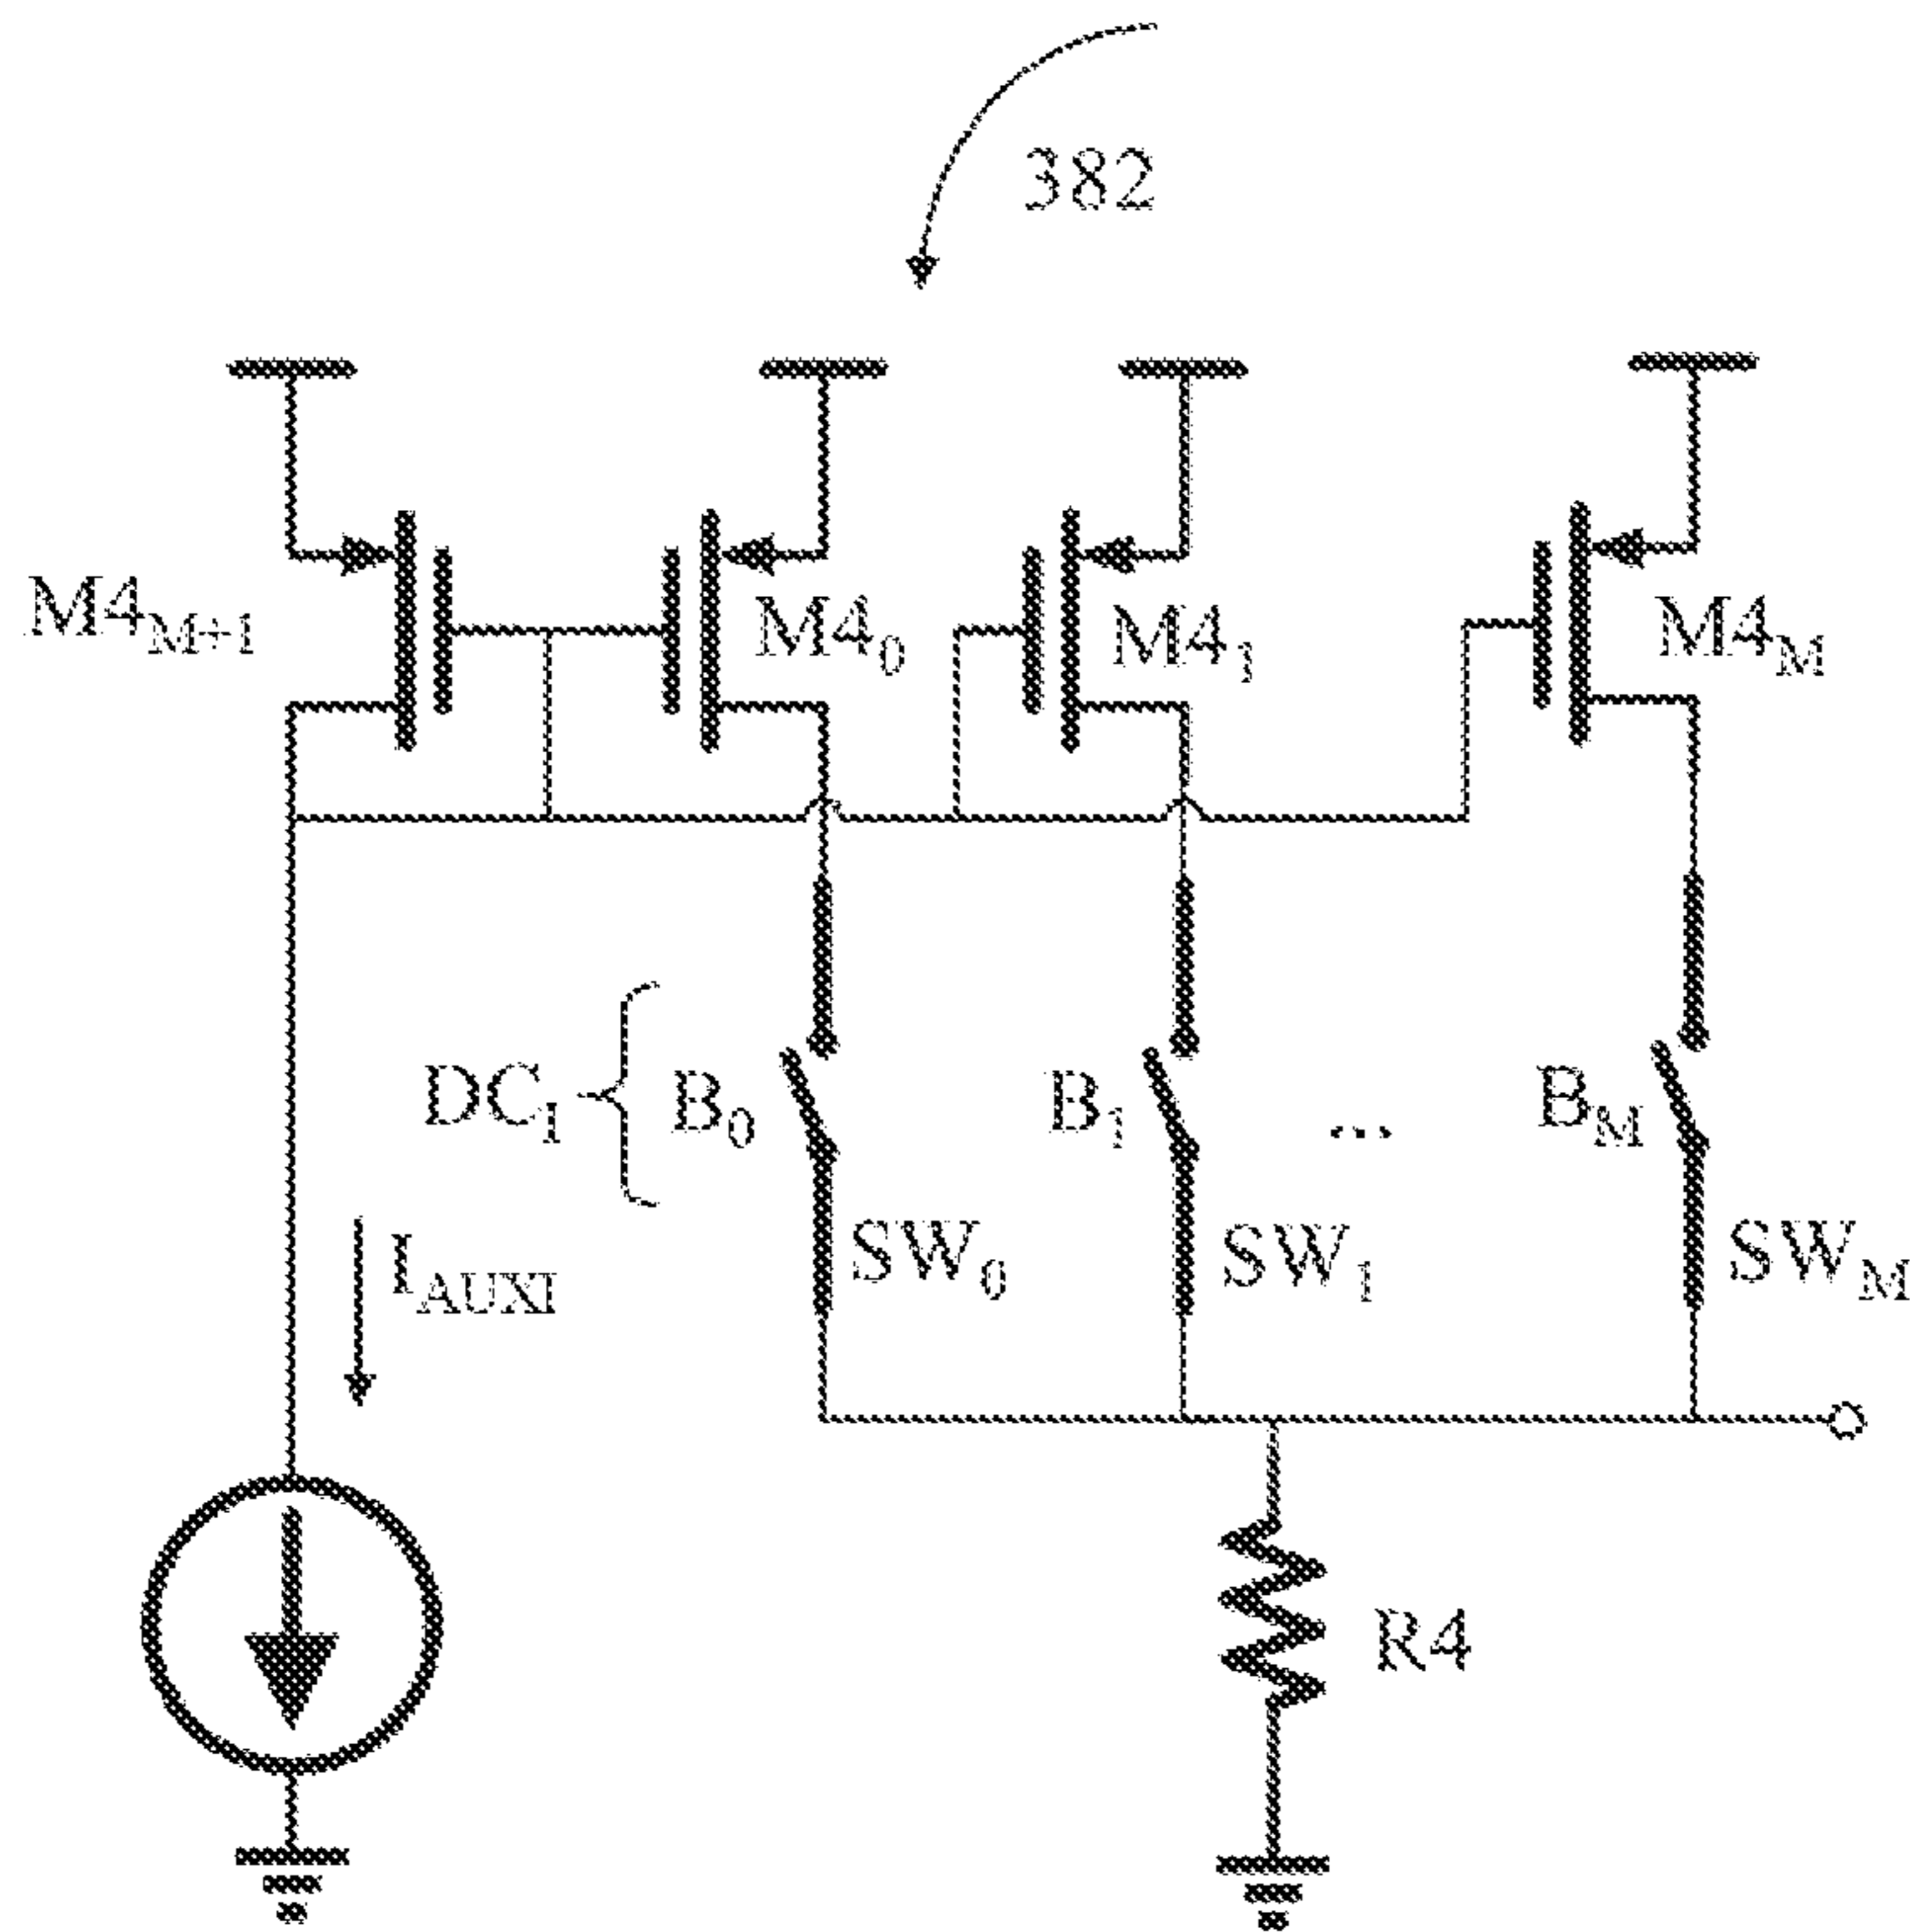 382
M4M+1
M40
M41
M4M
DCI
B0
B1
...
BM
SW0
SW1
SWM
IAUXI
R4